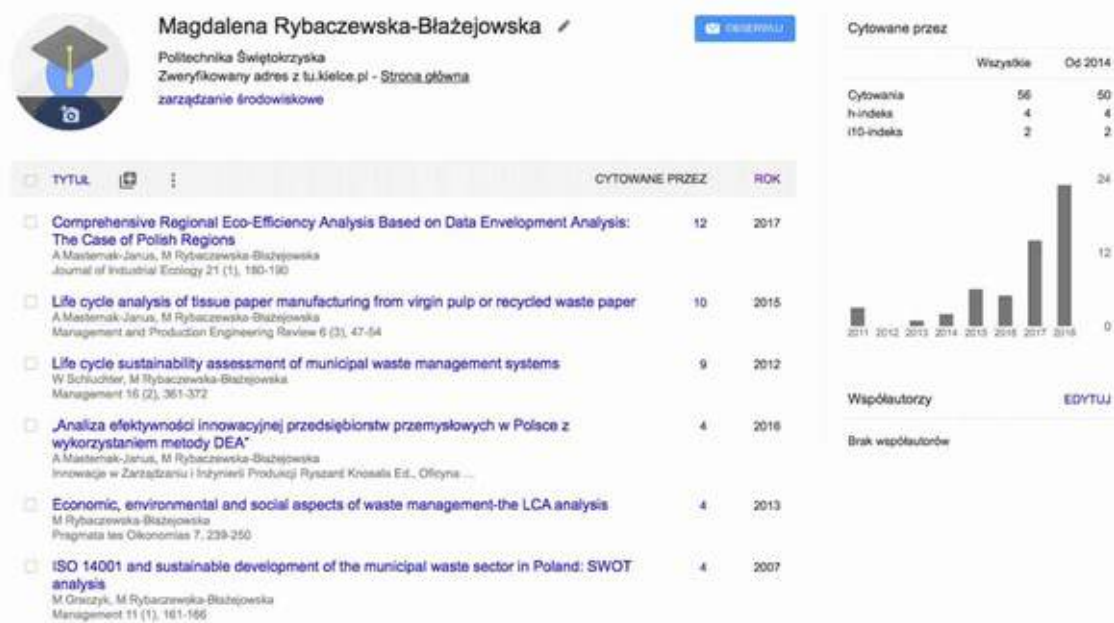 Magdalena Rybaczewska-Błażejowska
OBSERWUJ
Politechnika Świętokrzyska
Zweryfikowany adres z tu.kielce.pl - Strona główna
zarządzanie środowiskowe
TYTUŁ CYTOWANE PRZEZ ROK
Comprehensive Regional Eco-Efficiency Analysis Based on Data Envelopment Analysis: 12 2017
The Case of Polish Regions
A Masternak-Janus, M Rybaczewska-Błażejowska
Journal of Industrial Ecology 21 (1), 180-190
Life cycle analysis of tissue paper manufacturing from virgin pulp or recycled waste paper 10 2015
A Masternak-Janus, M Rybaczewska-Błażejowska
Management and Production Engineering Review 6 (3), 47-54
Life cycle sustainability assessment of municipal waste management systems 9 2012
W Schluchter, M Rybaczewska-Błażejowska
Management 16 (2), 361-372
„Analiza efektywności innowacyjnej przedsiębiorstw przemysłowych w Polsce z 4 2016
wykorzystaniem metody DEA"
A Masternak-Janus, M Rybaczewska-Błażejowska
Innowacje w Zarządzaniu i Inżynierii Produkcji Ryszard Knosala Ed., Oficyna ...
Economic, environmental and social aspects of waste management-the LCA analysis 4 2013
M Rybaczewska-Błażejowska
Pragmata tes Oikonomias 7, 239-250
ISO 14001 and sustainable development of the municipal waste sector in Poland: SWOT 4 2007
analysis
M Graczyk, M Rybaczewska-Błażejowska
Management 11 (1), 161-166
Cytowane przez
Wszystkie Od 2014
Cytowania 56 50
h-indeks 4 4
i10-indeks 2 2
24
12
0
2011 2012 2013 2014 2015 2016 2017 2018
Współautorzy EDYTUJ
Brak współautorów